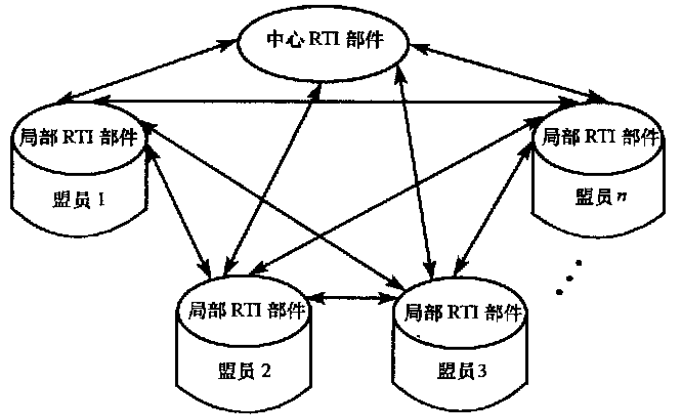 中心 RTI 部件
局部 RTI 部件
盟员 1
局部 RTI 部件
盟员 n
局部 RTI 部件
盟员 2
局部 RTI 部件
盟员 3